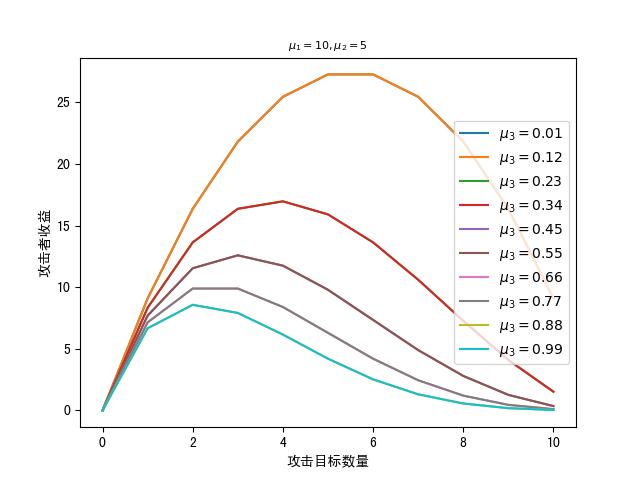 μ₁ = 10, μ₂ = 5
25
20
15
10
5
0
攻击者收益
μ₃ = 0.01
μ₃ = 0.12
μ₃ = 0.23
μ₃ = 0.34
μ₃ = 0.45
μ₃ = 0.55
μ₃ = 0.66
μ₃ = 0.77
μ₃ = 0.88
μ₃ = 0.99
0 2 4 6 8 10
攻击目标数量